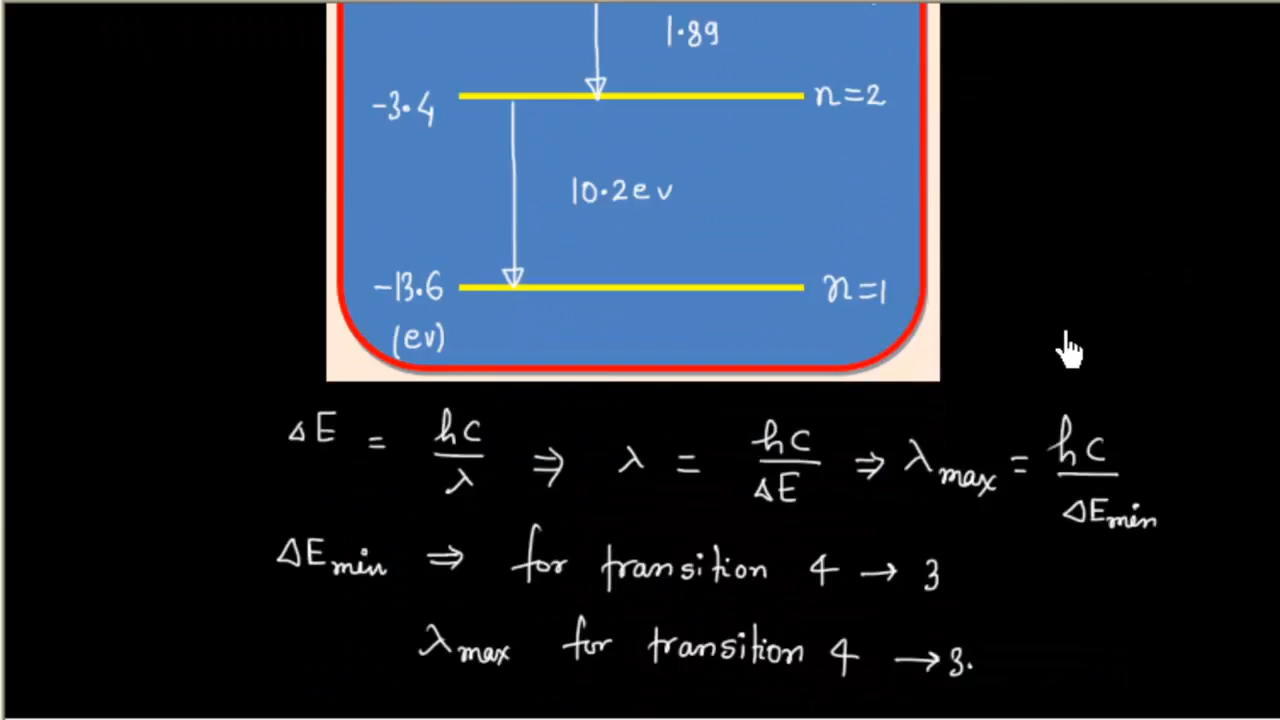 1.89
-3.4 n=2
10.2ev
-13.6 n=1
(ev)
ΔE = hc/λ ⇒ λ = hc/ΔE ⇒ λmax = hc/ΔEmin
ΔEmin ⇒ for transition 4 → 3
λmax for transition 4 → 3.